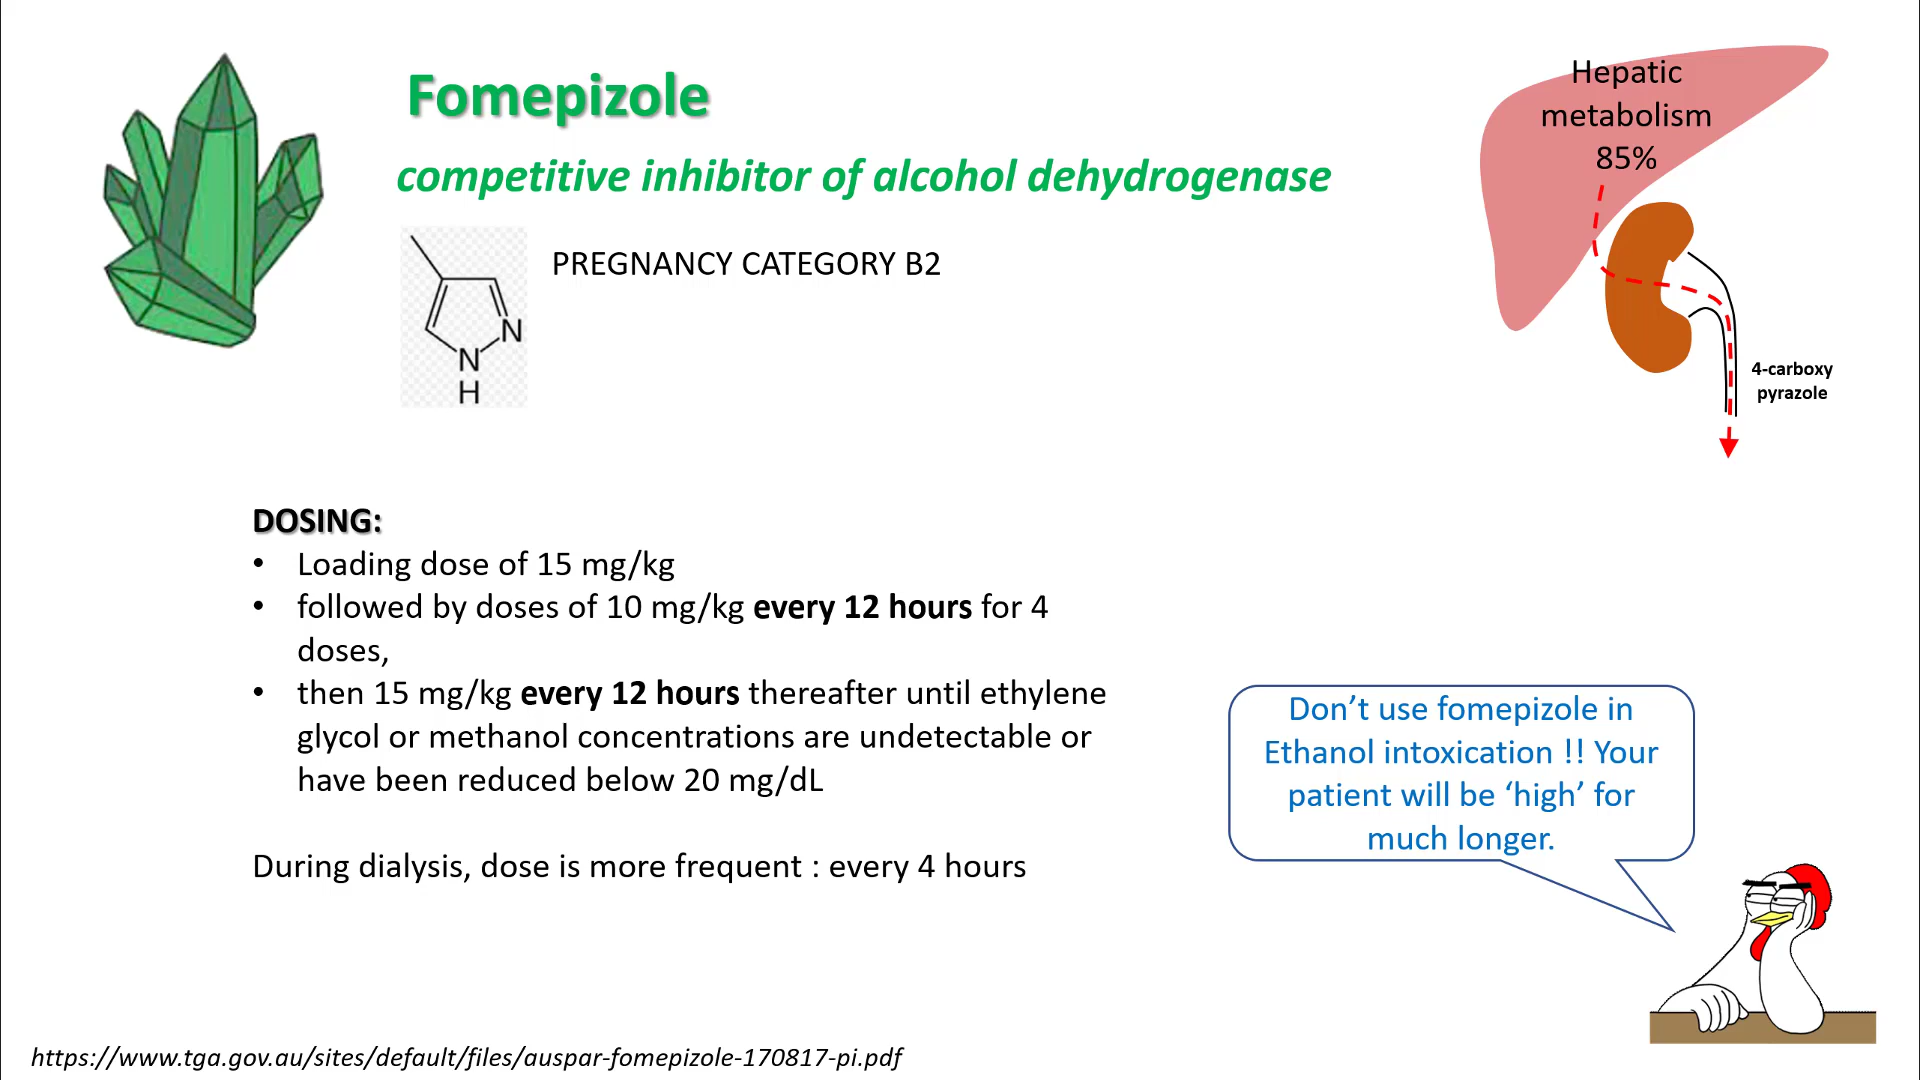 Fomepizole
competitive inhibitor of alcohol dehydrogenase
PREGNANCY CATEGORY B2
N
N
H
Hepatic
metabolism
85%
4-carboxy
pyrazole
DOSING:
• Loading dose of 15 mg/kg
• followed by doses of 10 mg/kg every 12 hours for 4
doses,
• then 15 mg/kg every 12 hours thereafter until ethylene
glycol or methanol concentrations are undetectable or
have been reduced below 20 mg/dL
During dialysis, dose is more frequent : every 4 hours
Don’t use fomepizole in
Ethanol intoxication !! Your
patient will be ‘high’ for
much longer.
https://www.tga.gov.au/sites/default/files/auspar-fomepizole-170817-pi.pdf